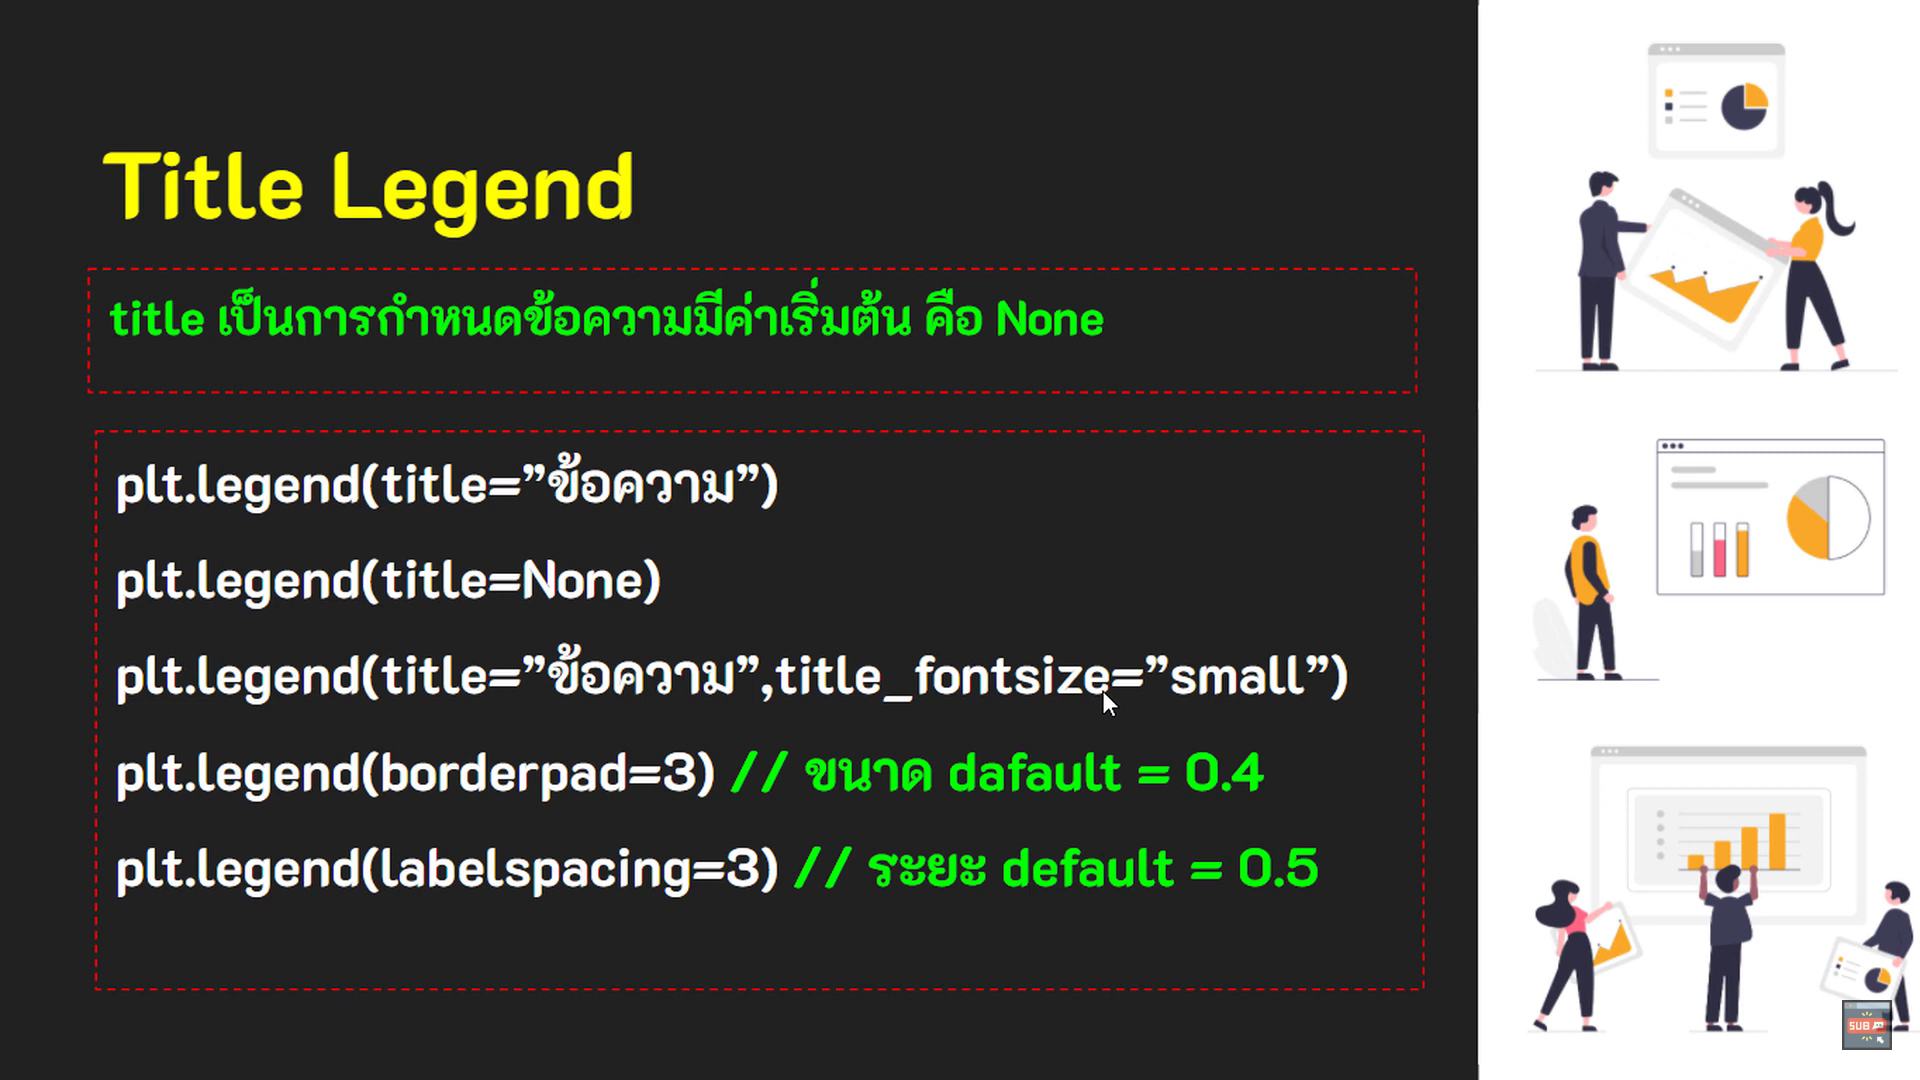 Title Legend
title เป็นการกำหนดข้อความมีค่าเริ่มต้น คือ None
plt.legend(title=”ข้อความ”)
plt.legend(title=None)
plt.legend(title=”ข้อความ”,title_fontsize=”small”)
plt.legend(borderpad=3) // ขนาด dafault = 0.4
plt.legend(labelspacing=3) // ระยะ default = 0.5
SUB